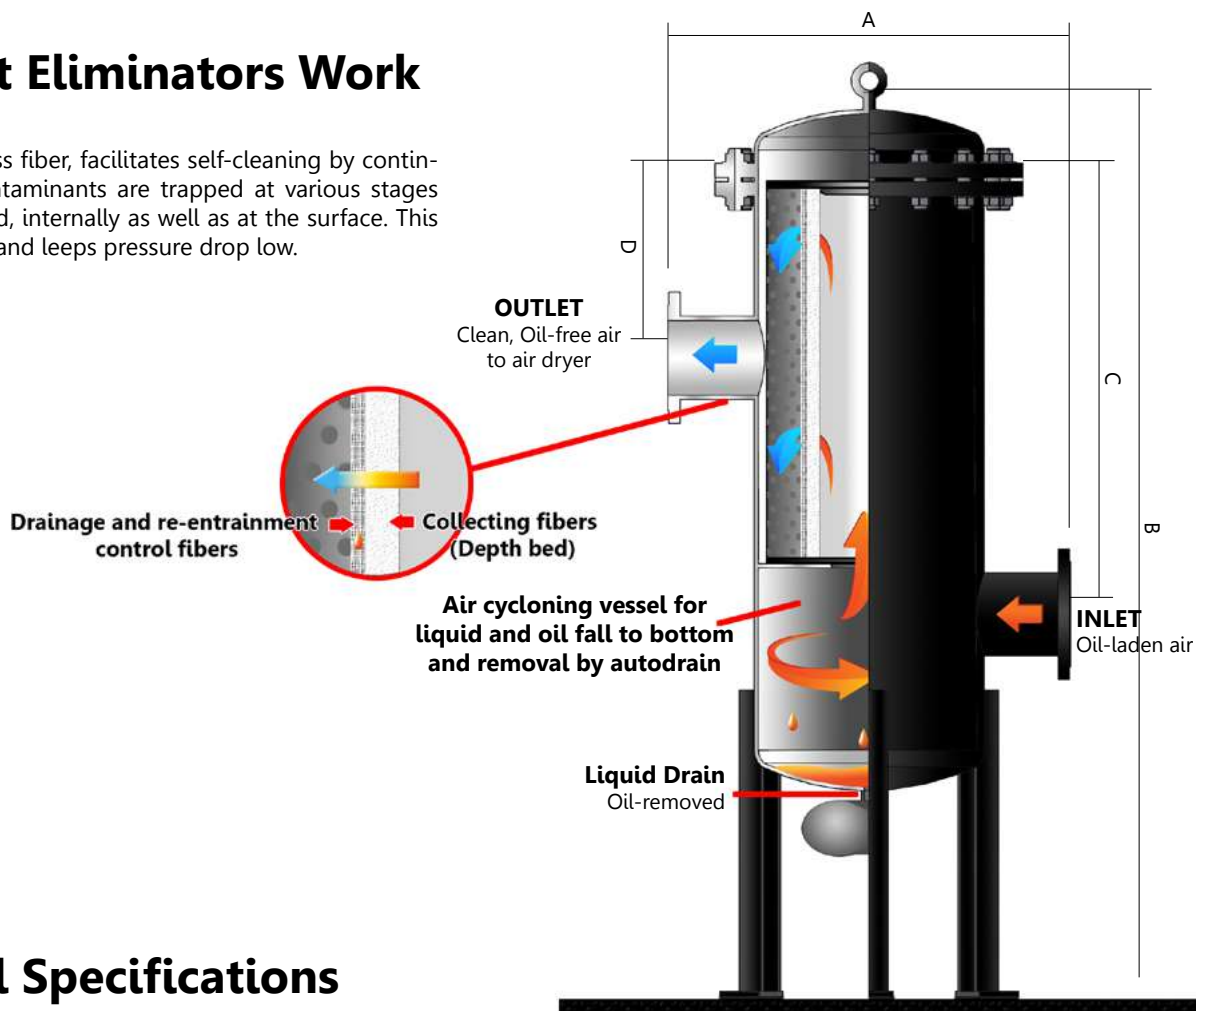 t Eliminators Work
ss fiber, facilitates self-cleaning by contin-
ntaminants are trapped at various stages
d, internally as well as at the surface. This
and leeps pressure drop low.
A
D
OUTLET
Clean, Oil-free air
to air dryer
C
Drainage and re-entrainment
control fibers
Collecting fibers
(Depth bed)
B
Air cycloning vessel for
liquid and oil fall to bottom
and removal by autodrain
INLET
Oil-laden air
Liquid Drain
Oil-removed
l Specifications